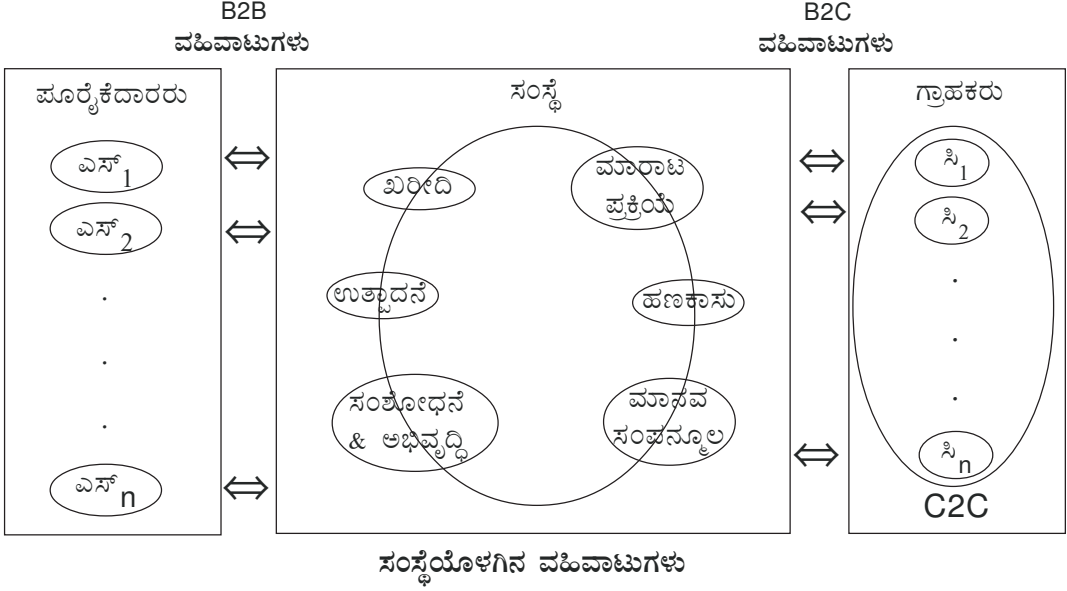 B2B
ವಹಿವಾಟುಗಳು
B2C
ವಹಿವಾಟುಗಳು
ಪೂರೈಕೆದಾರರು
ಎಸ್1
ಎಸ್2
.
.
.
ಎಸ್n
ಸಂಸ್ಥೆ
ಖರೀದಿ
ಮಾರಾಟ
ಪ್ರಕ್ರಿಯೆ
ಉತ್ಪಾದನೆ
ಹಣಕಾಸು
ಸಂಶೋಧನೆ
& ಅಭಿವೃದ್ಧಿ
ಮಾನವ
ಸಂಪನ್ಮೂಲ
ಗ್ರಾಹಕರು
ಸಿ1
ಸಿ2
.
.
.
ಸಿn
C2C
ಸಂಸ್ಥೆಯೊಳಗಿನ ವಹಿವಾಟುಗಳು